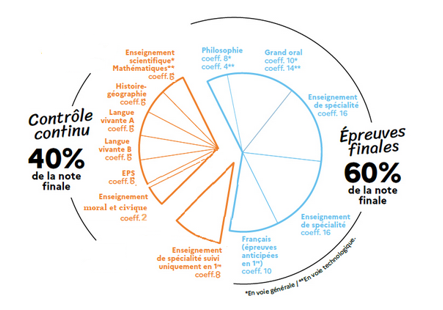 Enseignement
scientifique*
Mathématiques**
coeff.6
Histoire-
géographie
coeff.6
Langue
vivante A
coeff.6
Langue
vivante B
coeff.6
EPS
coeff.6
Enseignement
moral et civique
coeff. 2
Enseignement
de spécialité suivi
uniquement en 1re
coeff.8
Contrôle
continu
40%
de la note
finale
Philosophie
coeff. 8*
coeff. 4**
Grand oral
coeff. 10*
coeff. 14**
Enseignement
de spécialité
coeff. 16
Enseignement
de spécialité
coeff. 16
Français
(épreuves
anticipées
en 1re)
coeff. 10
Épreuves
finales
60%
de la note
finale
*En voie générale / **En voie technologique.